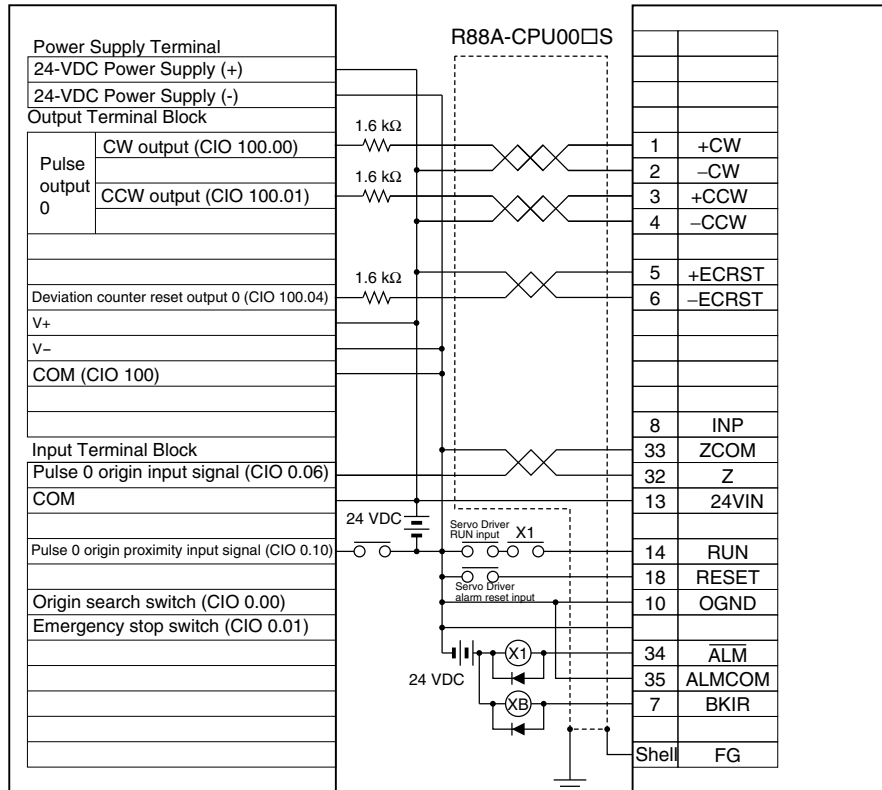 R88A-CPU00□S
Power Supply Terminal
24-VDC Power Supply (+)
24-VDC Power Supply (-)
Output Terminal Block
Pulse output 0
CW output (CIO 100.00)
CCW output (CIO 100.01)
Deviation counter reset output 0 (CIO 100.04)
V+
V−
COM (CIO 100)
Input Terminal Block
Pulse 0 origin input signal (CIO 0.06)
COM
Pulse 0 origin proximity input signal (CIO 0.10)
Origin search switch (CIO 0.00)
Emergency stop switch (CIO 0.01)
1.6 kΩ
1.6 kΩ
1.6 kΩ
24 VDC
Servo Driver
RUN input
X1
Servo Driver
alarm reset input
X1
24 VDC
XB
1 +CW
2 −CW
3 +CCW
4 −CCW
5 +ECRST
6 −ECRST
8 INP
33 ZCOM
32 Z
13 24VIN
14 RUN
18 RESET
10 OGND
34 ALM
35 ALMCOM
7 BKIR
Shell FG